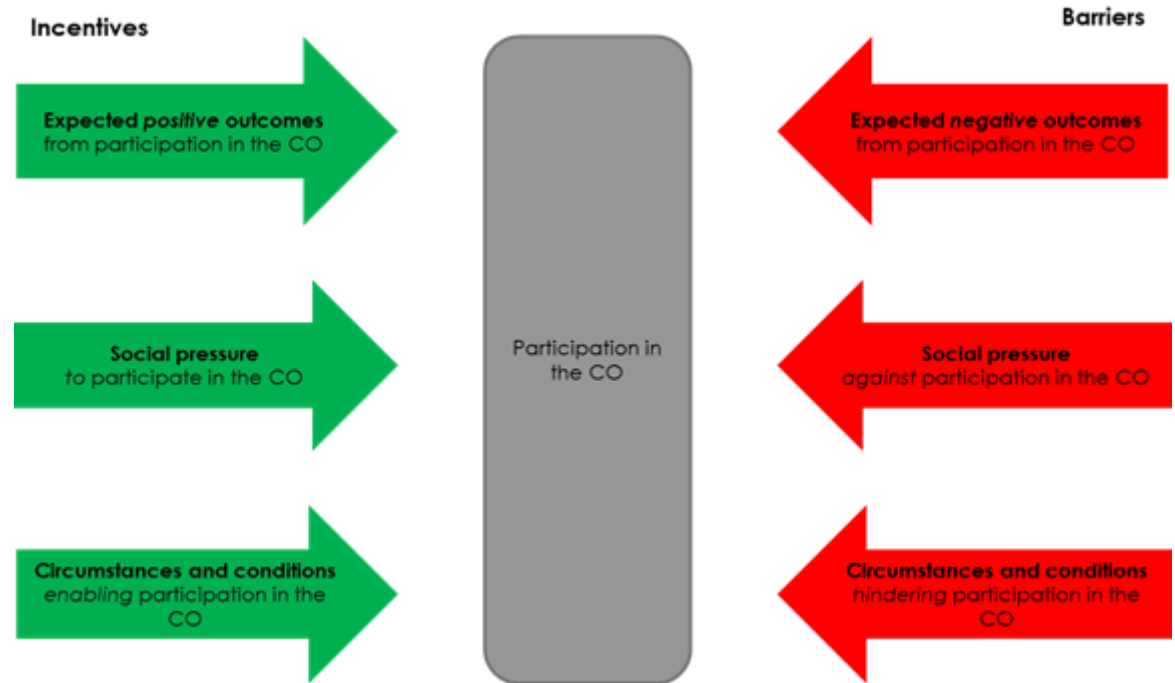 Incentives
Barriers
Expected positive outcomes
from participation in the CO
Expected negative outcomes
from participation in the CO
Social pressure
to participate in the CO
Participation in
the CO
Social pressure
against participation in the CO
Circumstances and conditions
enabling participation in the
CO
Circumstances and conditions
hindering participation in the
CO